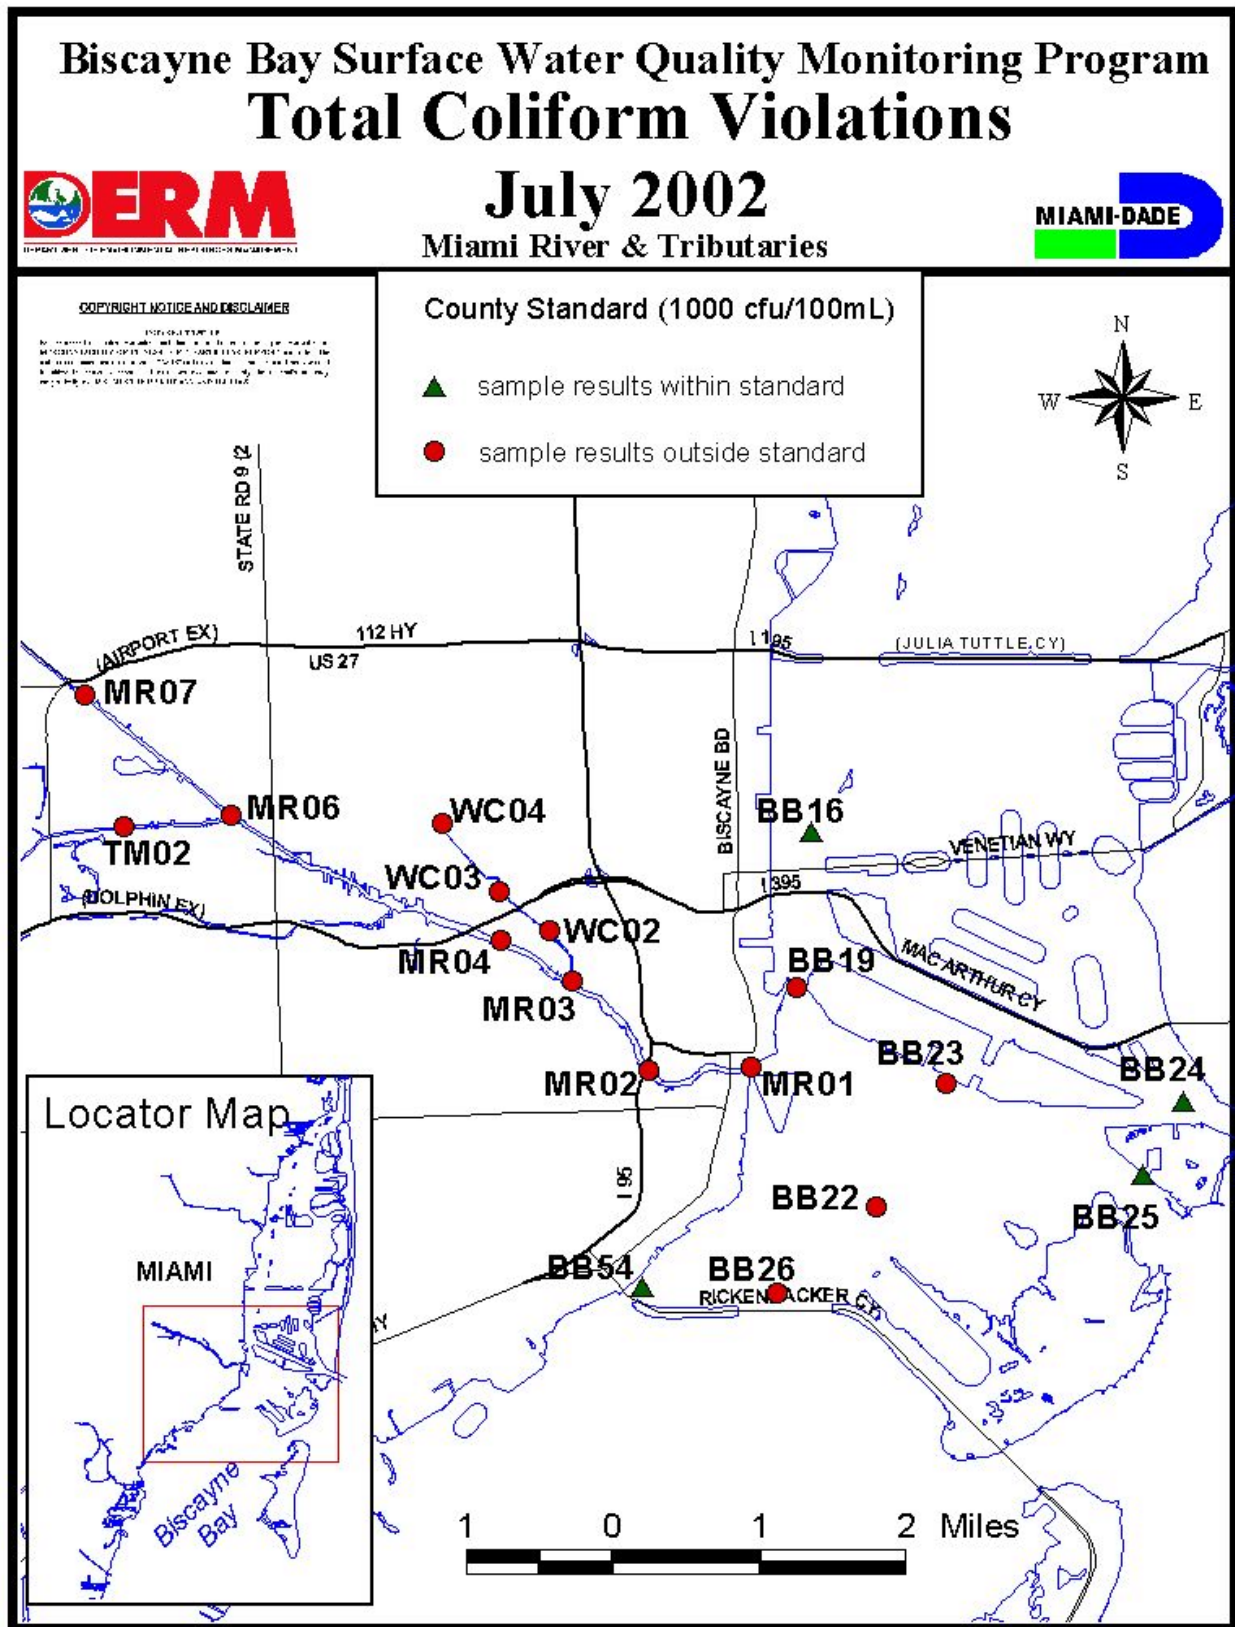 Biscayne Bay Surface Water Quality Monitoring Program
Total Coliform Violations
July 2002
Miami River & Tributaries
DERM
MIAMI-DADE
COPYRIGHT NOTICE AND DISCLAIMER
County Standard (1000 cfu/100mL)
sample results within standard
sample results outside standard
N
W
E
S
STATE RD 9 (2
(AIRPORT EX)
112 HY
US 27
I 195
(JULIA TUTTLE CY)
MR07
BISCAYNE BD
MR06
WC04
BB16
TM02
VENETIAN WY
WC03
I 395
(DOLPHIN EX)
WC02
MR04
BB19
MAC ARTHUR CY
MR03
BB23
MR02
MR01
BB24
I 95
BB22
BB25
BB54
BB26
CY
Locator Map
MIAMI
Biscayne
Bay
1 0 1 2 Miles